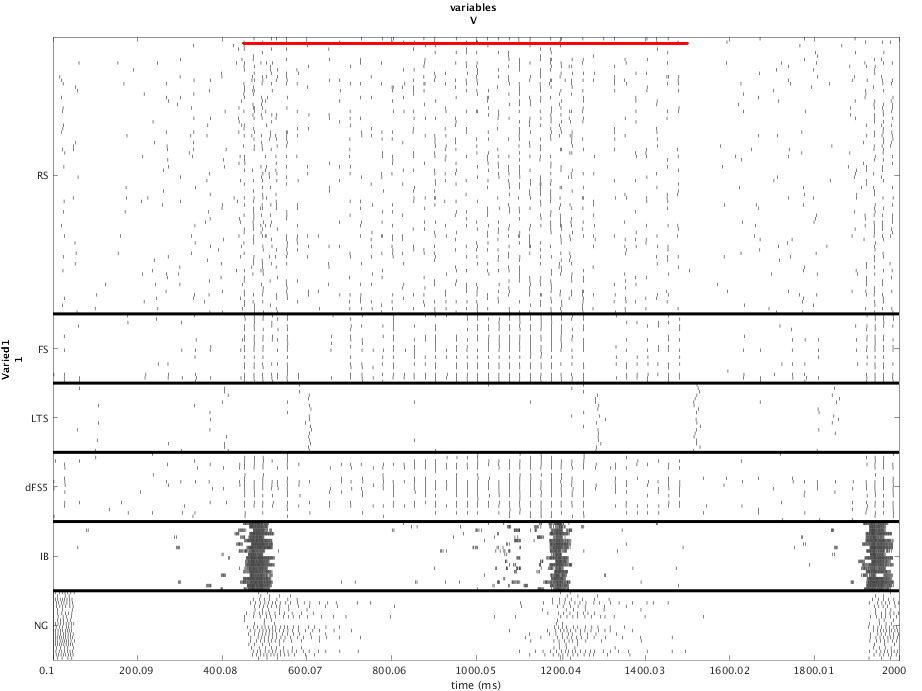 variables
V
Varied1
1
RS
FS
LTS
dFS5
IB
NG
0.1 200.09 400.08 600.07 800.06 1000.05 1200.04 1400.03 1600.02 1800.01 2000
time (ms)